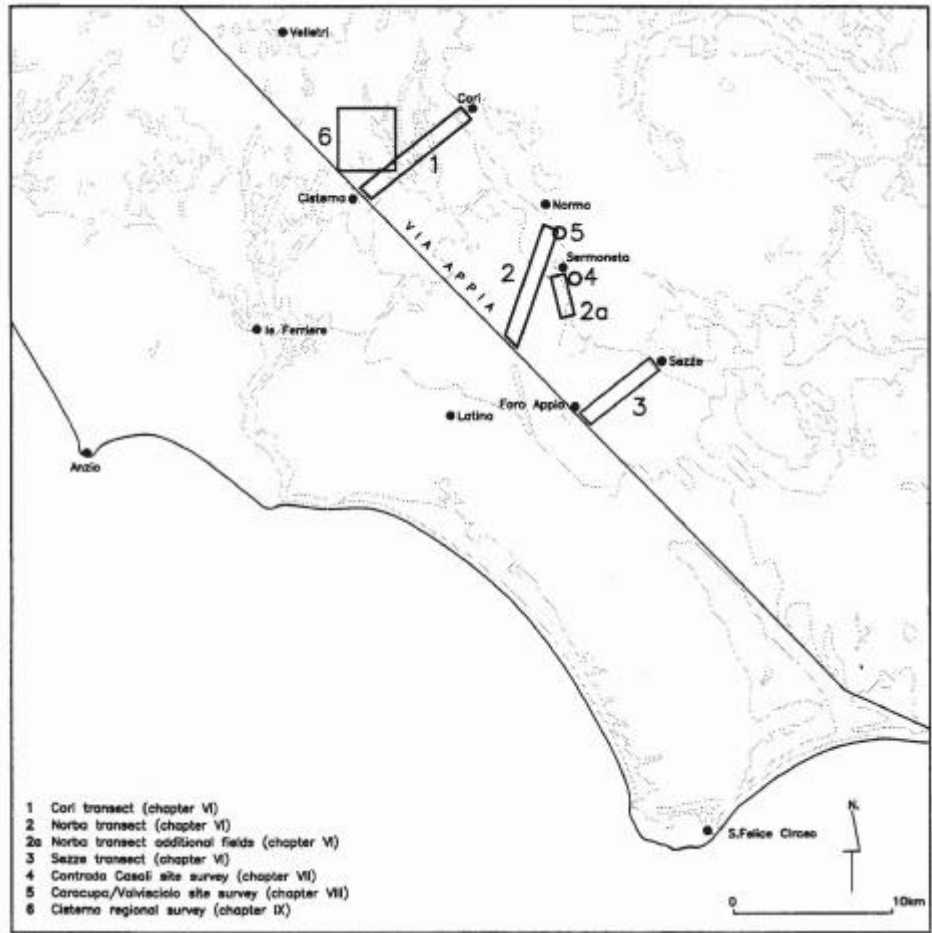 Velletri
Cori
6
1
Cisterna
Norma
5
VIA APPIA
Sermoneta
4
2
2a
le Ferriere
Sezze
3
Foro Appio
Latina
Anzio
1 Cori transect (chapter VI)
2 Norba transect (chapter VI)
2a Norba transect additional fields (chapter VI)
3 Sezze transect (chapter VI)
4 Contrada Casali site survey (chapter VII)
5 Caracupa/Valvisciolo site survey (chapter VIII)
6 Cisterna regional survey (chapter IX)
N.
S.Felice Circeo
0 10km